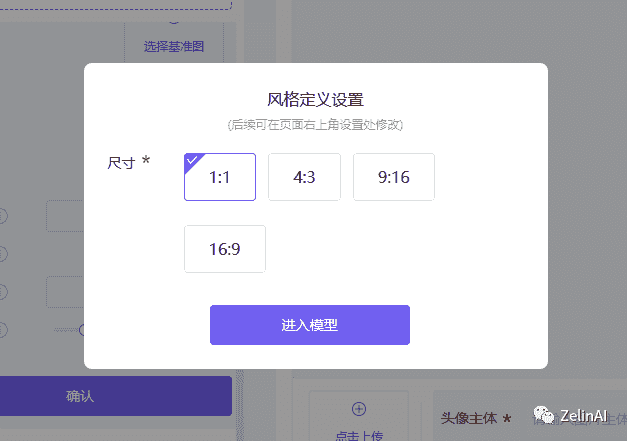 选择基准图
风格定义设置
(后续可在页面右上角设置处修改)
尺寸 *
1:1
4:3
9:16
16:9
进入模型
确认
点击上传
头像主体 *
ZelinAI